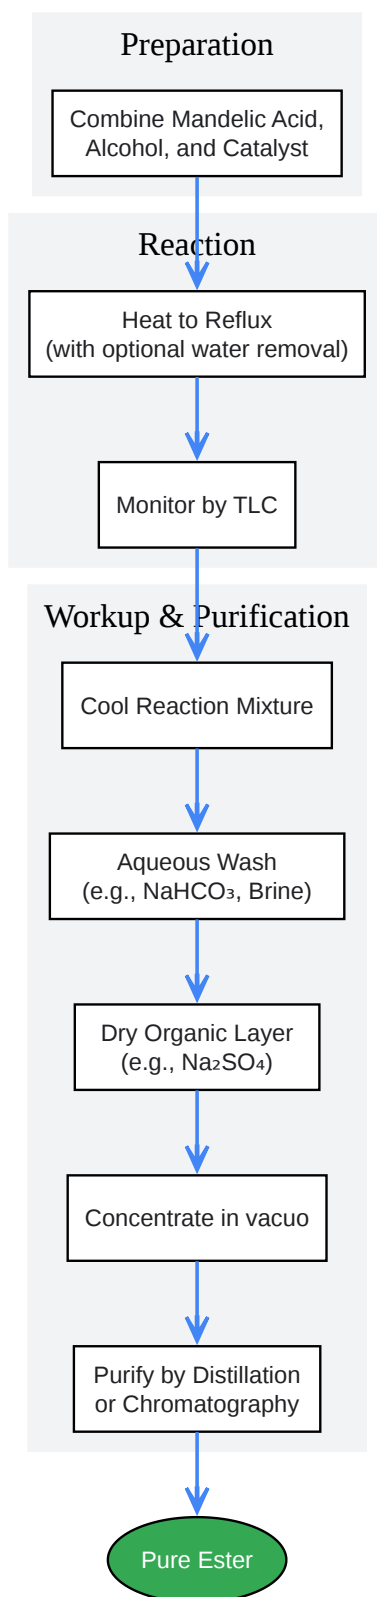 Preparation
Combine Mandelic Acid,
Alcohol, and Catalyst
Reaction
Heat to Reflux
(with optional water removal)
Monitor by TLC
Workup & Purification
Cool Reaction Mixture
Aqueous Wash
(e.g., NaHCO₃, Brine)
Dry Organic Layer
(e.g., Na₂SO₄)
Concentrate in vacuo
Purify by Distillation
or Chromatography
Pure Ester